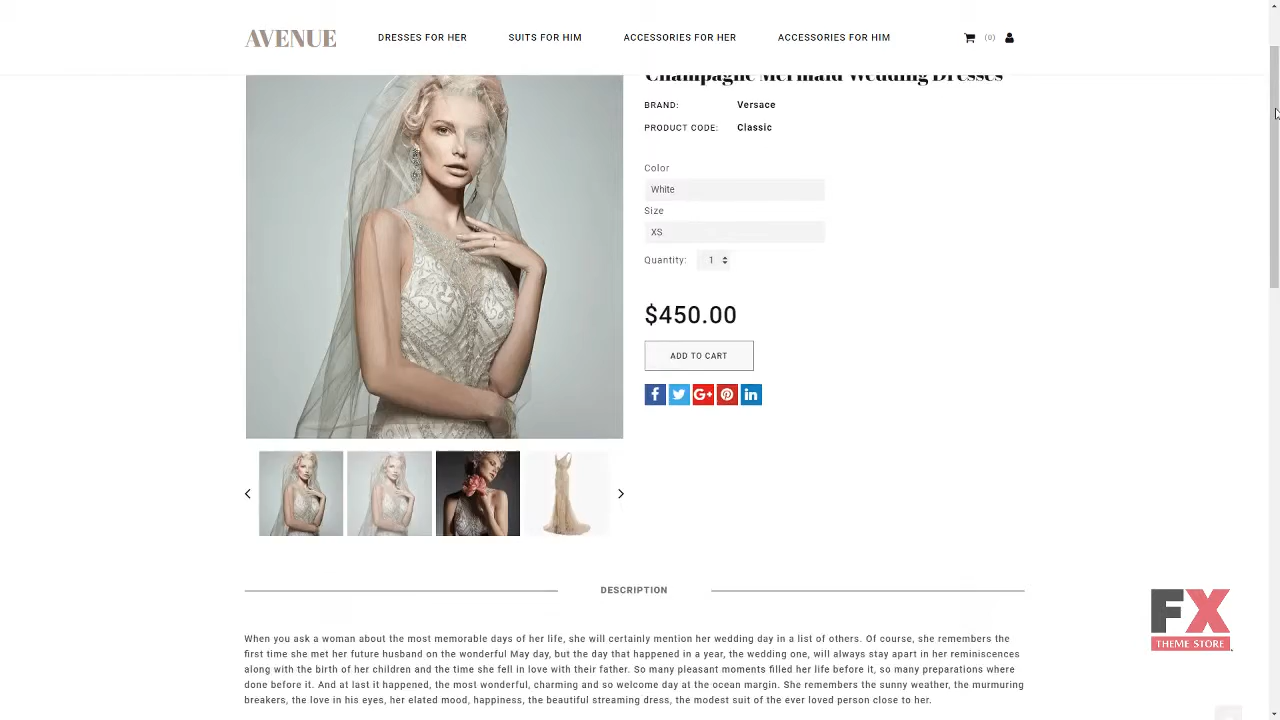 AVENUE
DRESSES FOR HER
SUITS FOR HIM
ACCESSORIES FOR HER
ACCESSORIES FOR HIM
(0)
Champagne Mermaid Wedding Dresses
BRAND: Versace
PRODUCT CODE: Classic
Color
White
Size
XS
Quantity: 1
$450.00
ADD TO CART
f
G+
in
DESCRIPTION
When you ask a woman about the most memorable days of her life, she will certainly mention her wedding day in a list of others. Of course, she remembers the
first time she met her future husband on the wonderful May day, but the day that happened in a year, the wedding one, will always stay apart in her reminiscences
along with the birth of her children and the time she fell in love with their father. So many pleasant moments filled her life before it, so many preparations where
done before it. And at last it happened, the most wonderful, charming and so welcome day at the ocean margin. She remembers the sunny weather, the murmuring
breakers, the love in his eyes, her elated mood, happiness, the beautiful streaming dress, the modest suit of the ever loved person close to her.
FX
THEME STORE